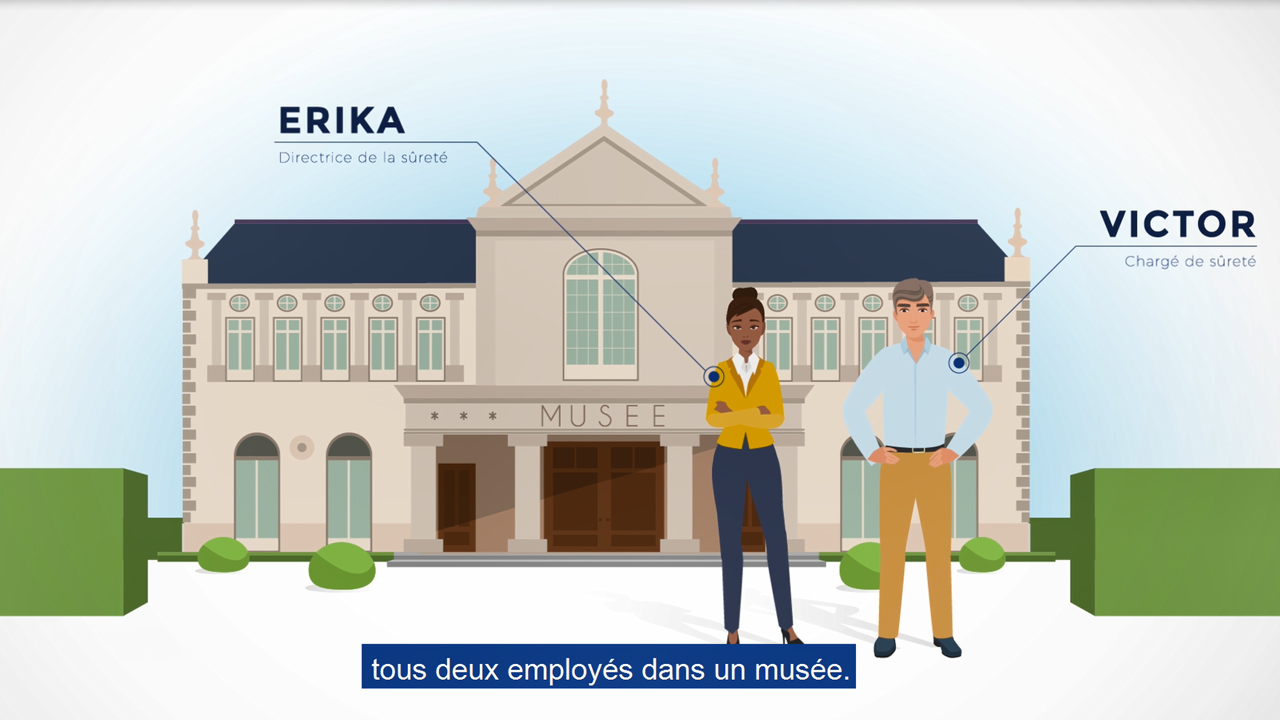 ERIKA
Directrice de la sûreté
VICTOR
Chargé de sûreté
* * * MUSEE
tous deux employés dans un musée.